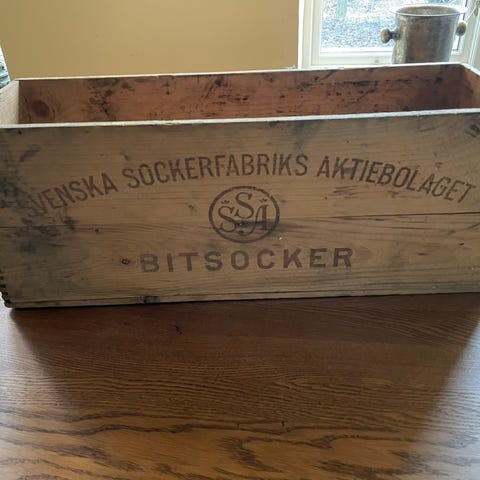 SVENSKA SOCKERFABRIKS AKTIEBOLAGET
SSA
BITSOCKER